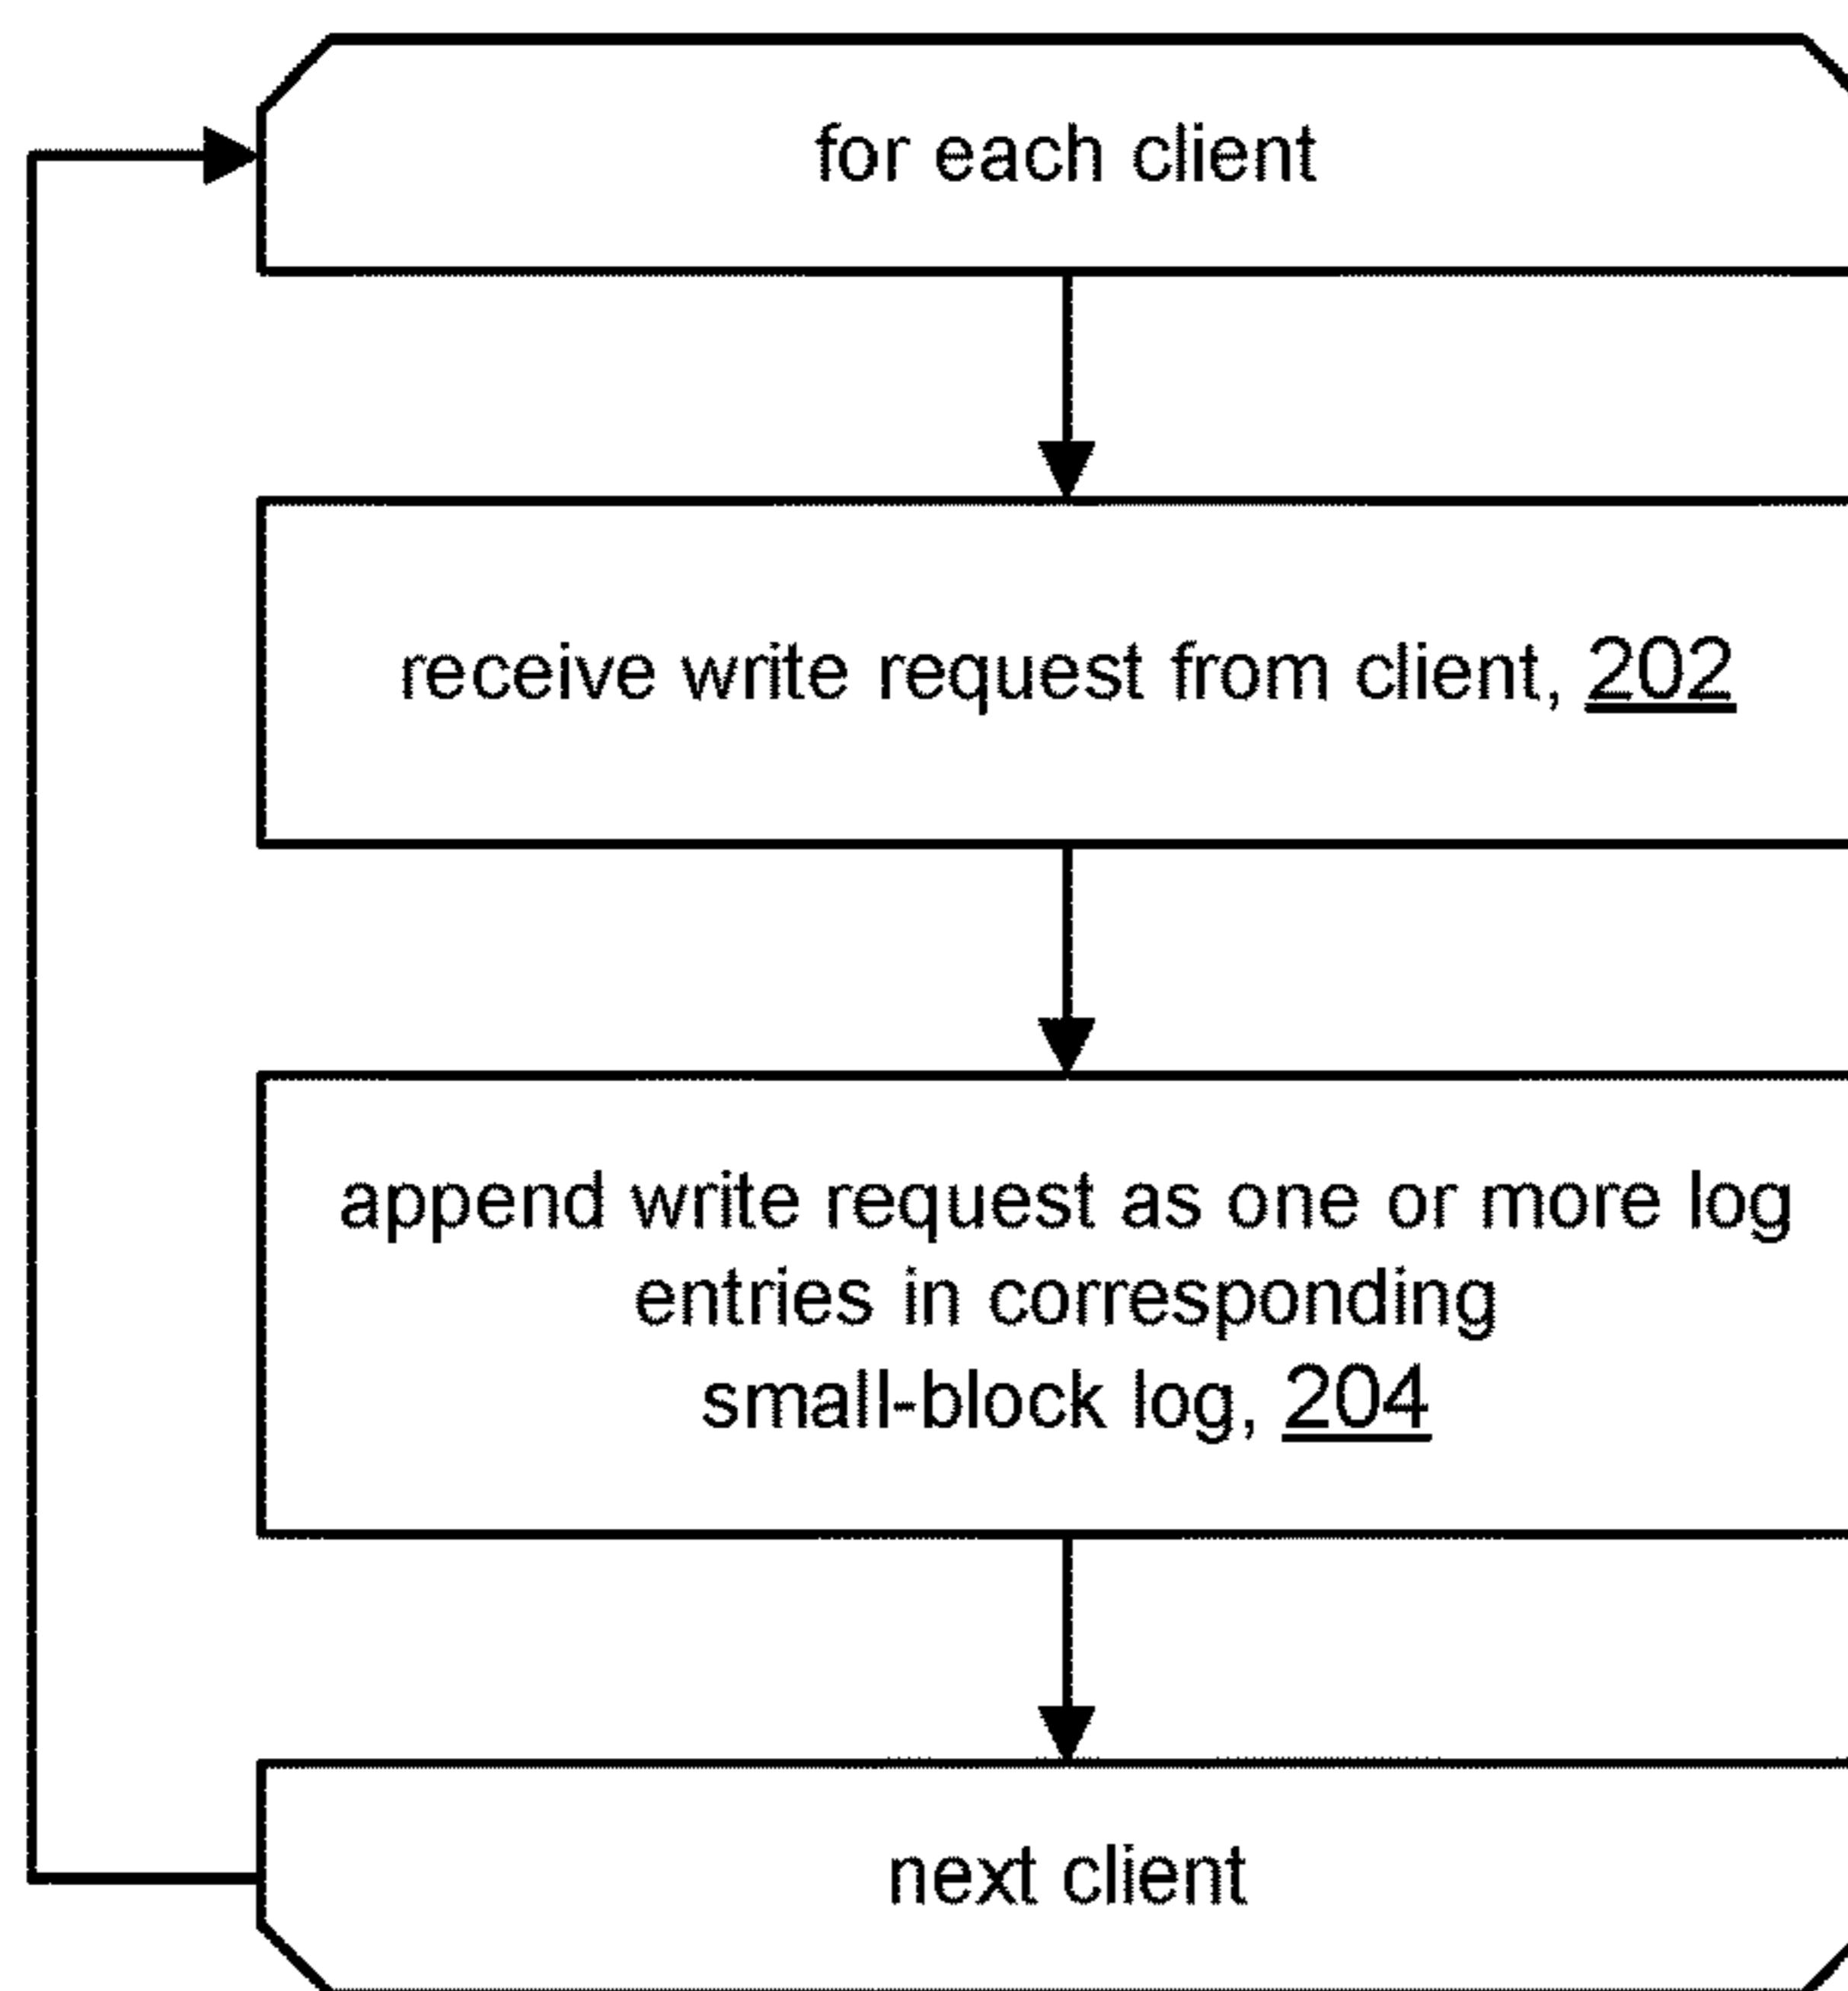 for each client
receive write request from client, 202
append write request as one or more log
entries in corresponding
small-block log, 204
next client